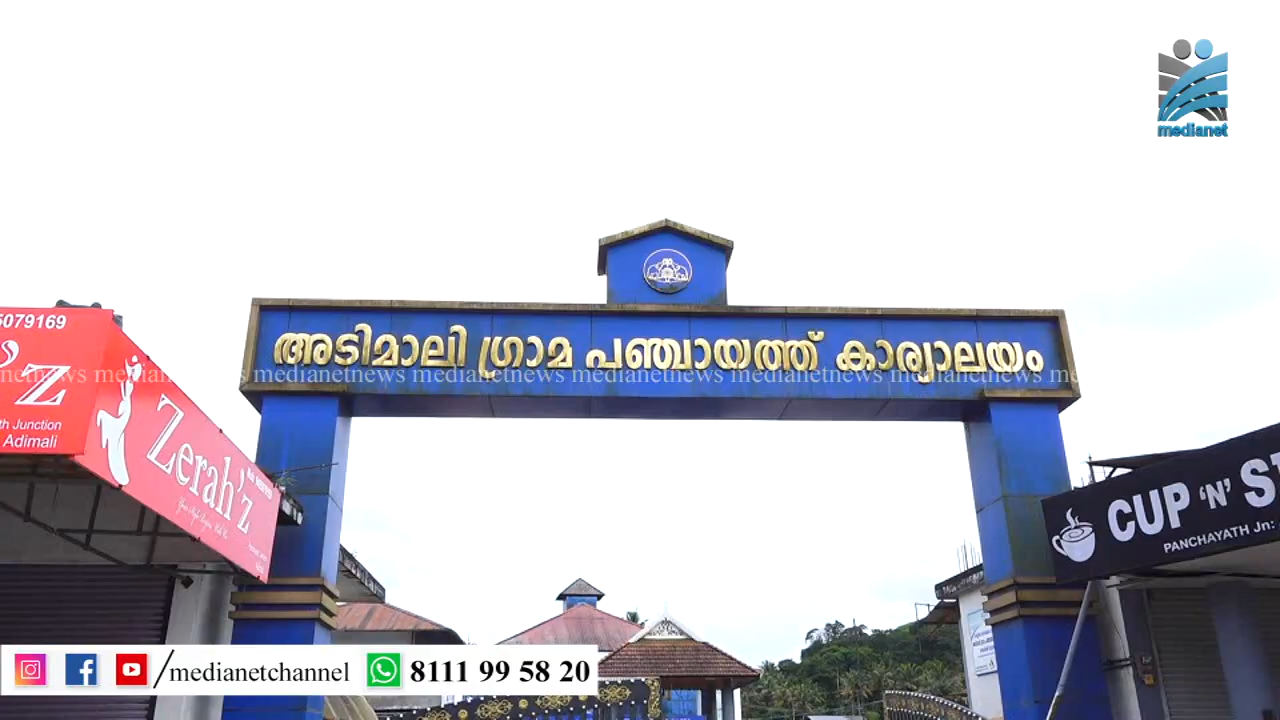 medianet
അടിമാലി ഗ്രാമ പഞ്ചായത്ത് കാര്യാലയം
medianetnews medianetnews medianetnews medianetnews medianetnews
5079169
'Z
th Junction
Adimali
Zerah'z
CUP 'N' S
PANCHAYATH Jn:
/medianetchannel
8111 99 58 20